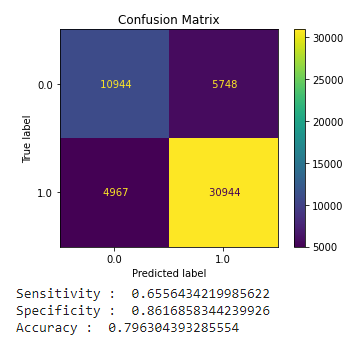 Confusion Matrix
30000
0.0
10944
5748
25000
20000
True label
15000
1.0
4967
30944
10000
5000
0.0
1.0
Predicted label
Sensitivity :  0.6556434219985622
Specificity :  0.8616858344239926
Accuracy :  0.796304393285554